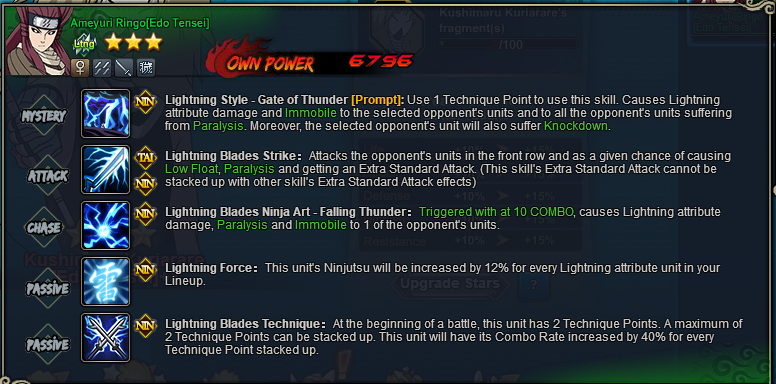 Ameyuri Ringo[Edo Tensei]
Ltng
OWN POWER 6796
Kushimaru Kuriarare's
fragment(s)
/100
MYSTERY
NIN
Lightning Style - Gate of Thunder [Prompt]: Use 1 Technique Point to use this skill. Causes Lightning
attribute damage and Immobile to the selected opponent's units and to all the opponent's units suffering
from Paralysis. Moreover, the selected opponent's unit will also suffer Knockdown.
ATTACK
TAI
NIN
Lightning Blades Strike: Attacks the opponent's units in the front row and as a given chance of causing
Low Float, Paralysis and getting an Extra Standard Attack. (This skill's Extra Standard Attack cannot be
stacked up with other skill's Extra Standard Attack effects)
CHASE
NIN
Lightning Blades Ninja Art - Falling Thunder: Triggered with at 10 COMBO, causes Lightning attribute
damage, Paralysis and Immobile to 1 of the opponent's units.
Resistance +10% +15%
PASSIVE
雷
NIN
Lightning Force: This unit's Ninjutsu will be increased by 12% for every Lightning attribute unit in your
Lineup.
Upgrade Stars ?
PASSIVE
NIN
Lightning Blades Technique: At the beginning of a battle, this unit has 2 Technique Points. A maximum of
2 Technique Points can be stacked up. This unit will have its Combo Rate increased by 40% for every
Technique Point stacked up.